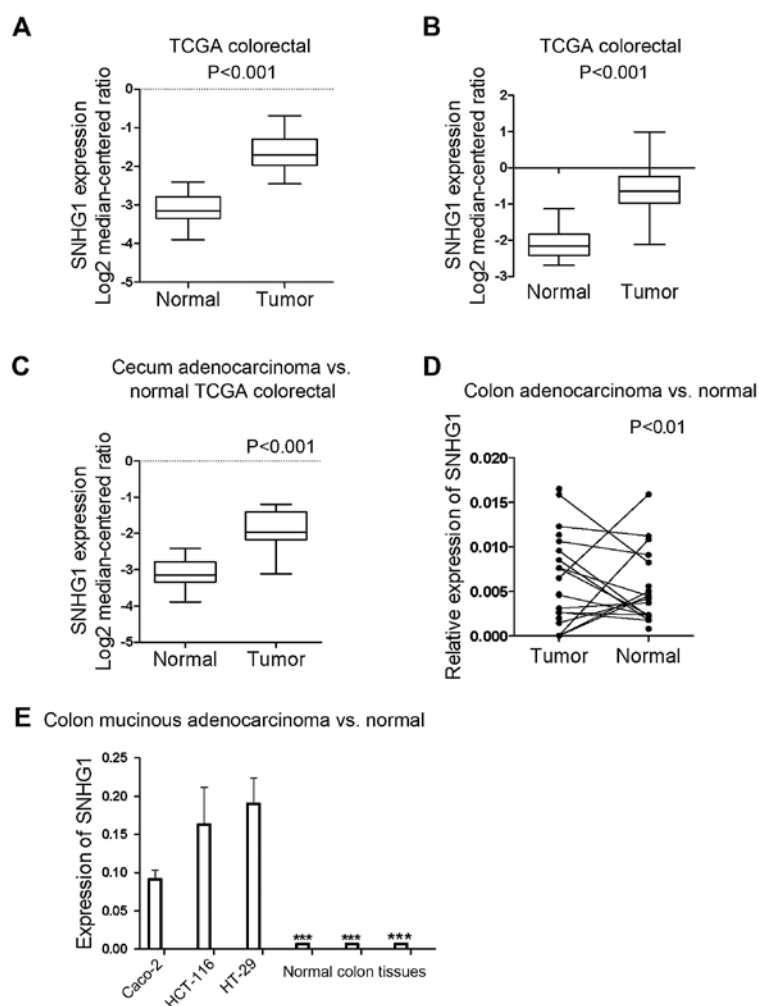 A
TCGA colorectal
P<0.001
SNHG1 expression
Log2 median-centered ratio
0
-1
-2
-3
-4
-5
Normal
Tumor
B
TCGA colorectal
P<0.001
SNHG1 expression
Log2 median-centered ratio
2
1
0
-1
-2
-3
Normal
Tumor
C
Cecum adenocarcinoma vs.
normal TCGA colorectal
P<0.001
SNHG1 expression
Log2 median-centered ratio
0
-1
-2
-3
-4
-5
Normal
Tumor
D
Colon adenocarcinoma vs. normal
P<0.01
Relative expression of SNHG1
0.020
0.015
0.010
0.005
0.000
Tumor
Normal
E
Colon mucinous adenocarcinoma vs. normal
Expression of SNHG1
0.25
0.20
0.15
0.10
0.05
0.00
*** *** ***
Caco-2
HCT-116
HT-29
Normal colon tissues